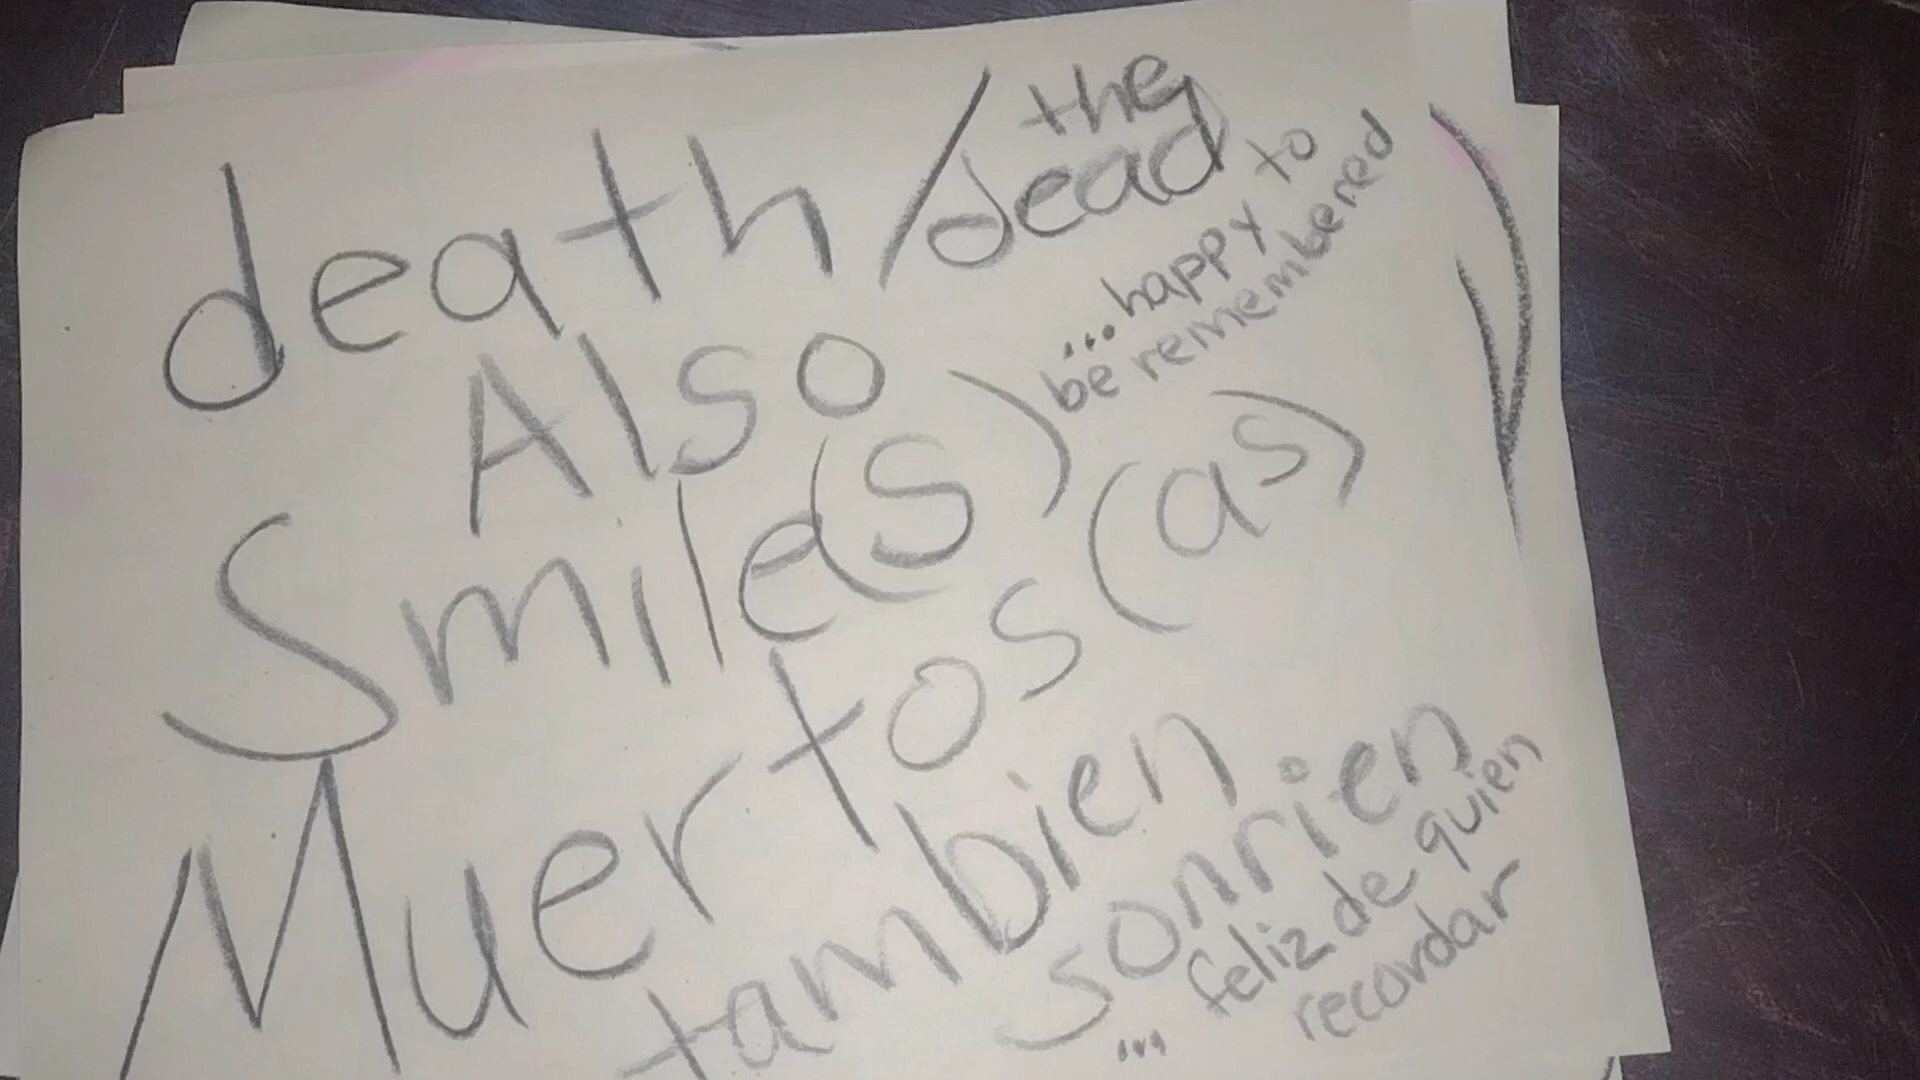 death/the dead
Also
Smile(s)
...happy to
be remembered
Muertos(as)
tambien
sonrien
... feliz de quien
recordar